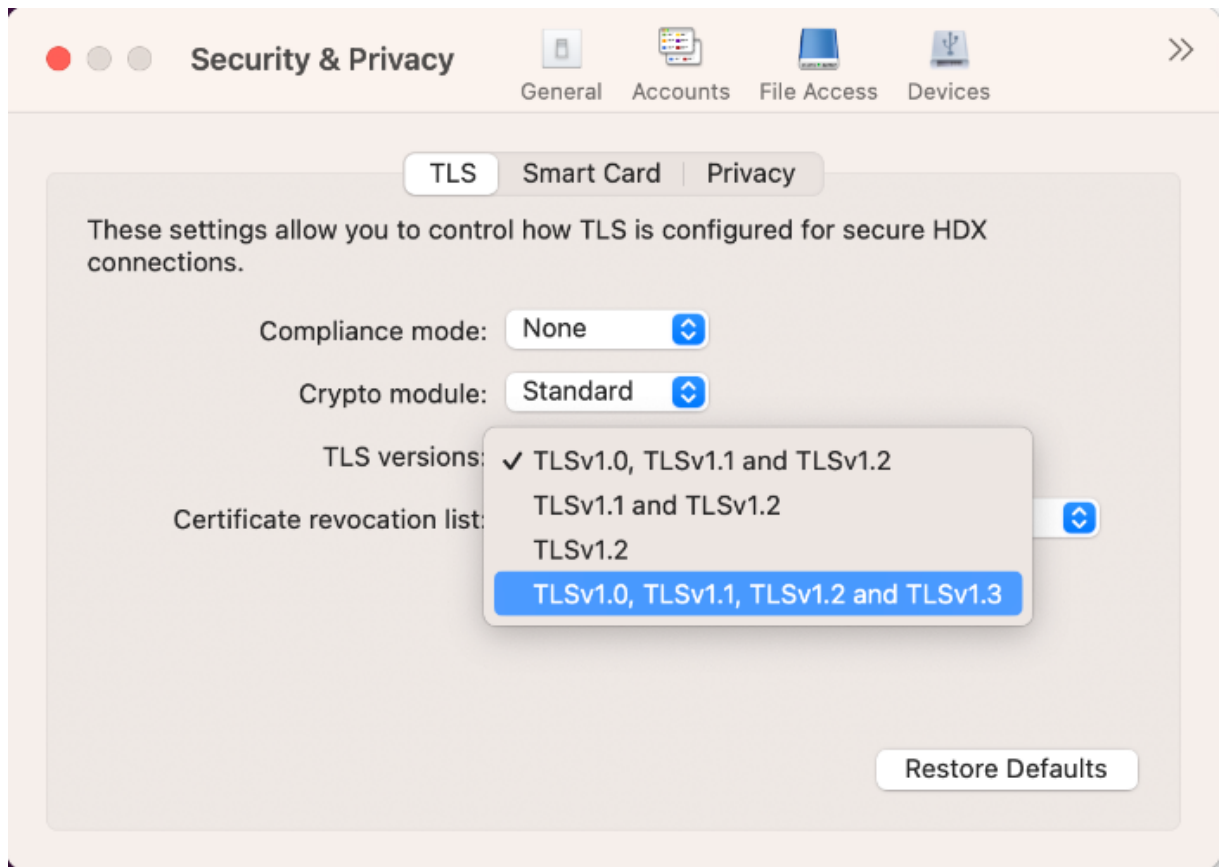 Security & Privacy
General
Accounts
File Access
Devices
TLS
Smart Card
Privacy
These settings allow you to control how TLS is configured for secure HDX
connections.
Compliance mode: None
Crypto module: Standard
TLS versions:
✓ TLSv1.0, TLSv1.1 and TLSv1.2
TLSv1.1 and TLSv1.2
TLSv1.2
TLSv1.0, TLSv1.1, TLSv1.2 and TLSv1.3
Certificate revocation list:
Restore Defaults